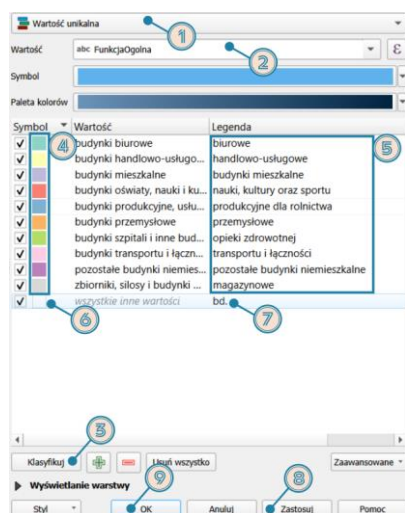 Wartość unikalna
1
Wartość abc FunkcjaOgolna ε
2
Symbol
Paleta kolorów
Symbol Wartość Legenda
4 5
budynki biurowe biurowe
budynki handlowo-usługo... handlowo-usługowe
budynki mieszkalne budynki mieszkalne
budynki oświaty, nauki i ku... nauki, kultury oraz sportu
budynki produkcyjne, usłu... produkcyjne dla rolnictwa
budynki przemysłowe przemysłowe
budynki szpitali i inne bud... opieki zdrowotnej
budynki transportu i łączn... transportu i łączności
pozostałe budynki niemies... pozostałe budynki niemieszkalne
zbiorniki, silosy i budynki ... magazynowe
wszystkie inne wartości bd.
6 7
3
Klasyfikuj Usuń wszystko Zaawansowane
Wyświetlanie warstwy
9 8
Styl OK Anuluj Zastosuj Pomoc